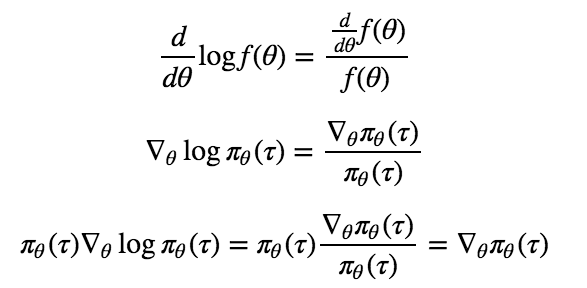 d/dθ log f(θ) = (d/dθ f(θ)) / f(θ)
∇_θ log π_θ(τ) = ∇_θ π_θ(τ) / π_θ(τ)
π_θ(τ)∇_θ log π_θ(τ) = π_θ(τ) ∇_θ π_θ(τ) / π_θ(τ) = ∇_θ π_θ(τ)